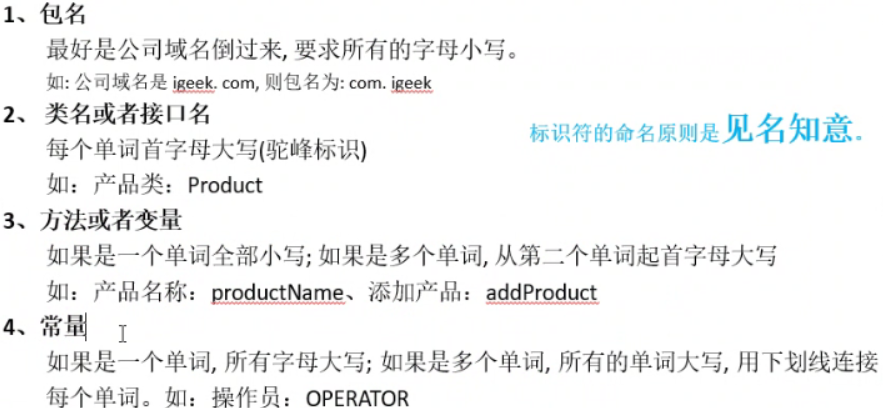 1、包名
最好是公司域名倒过来, 要求所有的字母小写。
如: 公司域名是 igeek. com, 则包名为: com. igeek
2、 类名或者接口名
标识符的命名原则是 见名知意。
每个单词首字母大写(驼峰标识)
如：产品类：Product
3、方法或者变量
如果是一个单词全部小写; 如果是多个单词, 从第二个单词起首字母大写
如：产品名称：productName、添加产品：addProduct
4、常量
如果是一个单词, 所有字母大写; 如果是多个单词, 所有的单词大写, 用下划线连接
每个单词。如：操作员：OPERATOR